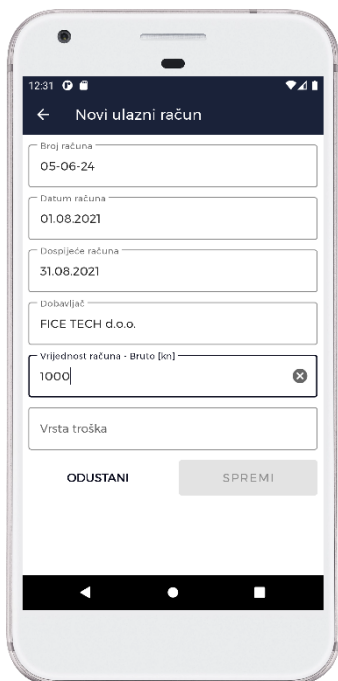 12:31
Novi ulazni račun
Broj računa
05-06-24
Datum računa
01.08.2021
Dospijeće računa
31.08.2021
Dobavljač
FICE TECH d.o.o.
Vrijednost računa - Bruto [kn]
1000
Vrsta troška
ODUSTANI SPREMI